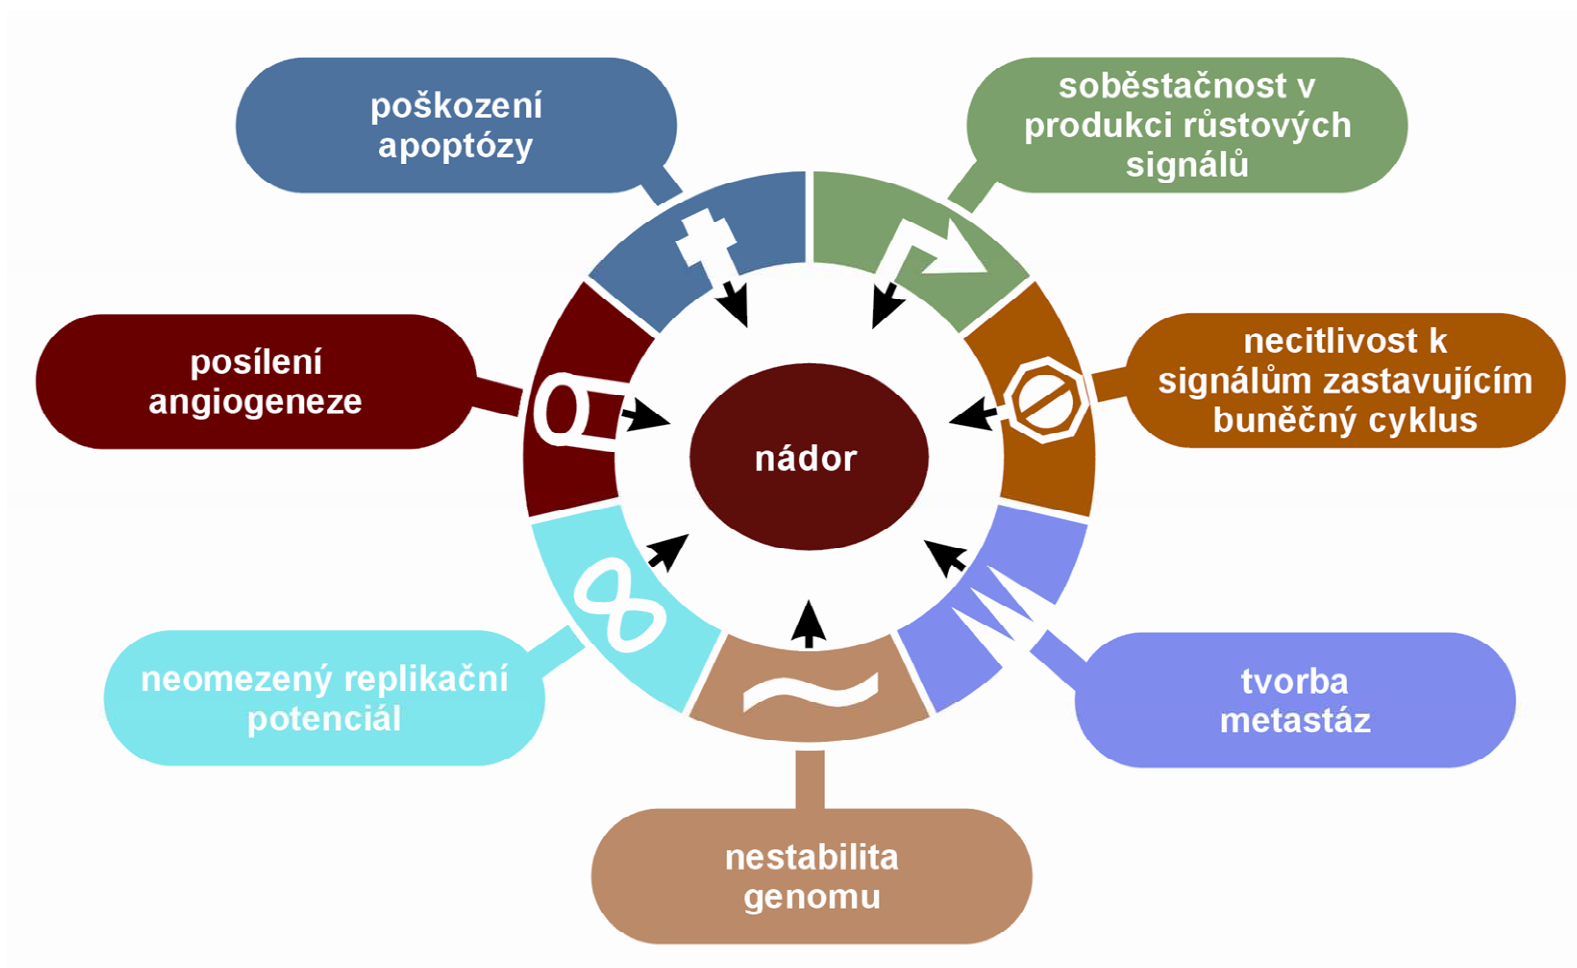 poškození
apoptózy
soběstačnost v
produkci růstových
signálů
posílení
angiogeneze
necitlivost k
signálům zastavujícím
buněčný cyklus
nádor
neomezený replikační
potenciál
tvorba
metastáz
nestabilita
genomu